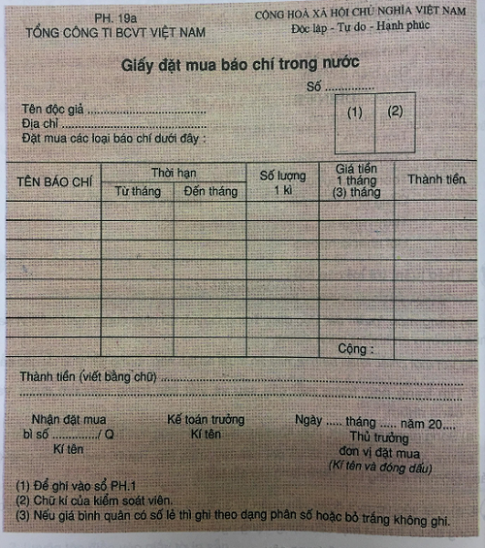 PH. 19a
TỔNG CÔNG TI BCVT VIỆT NAM
CỘNG HOÀ XÃ HỘI CHỦ NGHĨA VIỆT NAM
Độc lập - Tự do - Hạnh phúc
Giấy đặt mua báo chí trong nước
Số ...............
Tên độc giả ....................................
(1) (2)
Địa chỉ ............................................
Đặt mua các loại báo chí dưới đây :
TÊN BÁO CHÍ
Thời hạn
Từ tháng
Đến tháng
Số lượng
1 kì
Giá tiền
1 tháng
(3) tháng
Thành tiền
Cộng :
Thành tiền (viết bằng chữ) ..........................................................................................
........................................................................................................................................
Nhận đặt mua
bì số ............./ Q
Kí tên
Kế toán trưởng
Kí tên
Ngày ..... tháng ..... năm 20....
Thủ trưởng
đơn vị đặt mua
(Kí tên và đóng dấu)
(1) Để ghi vào sổ PH.1
(2) Chữ kí của kiểm soát viên.
(3) Nếu giá bình quân có số lẻ thì ghi theo dạng phân số hoặc bỏ trắng không ghi.